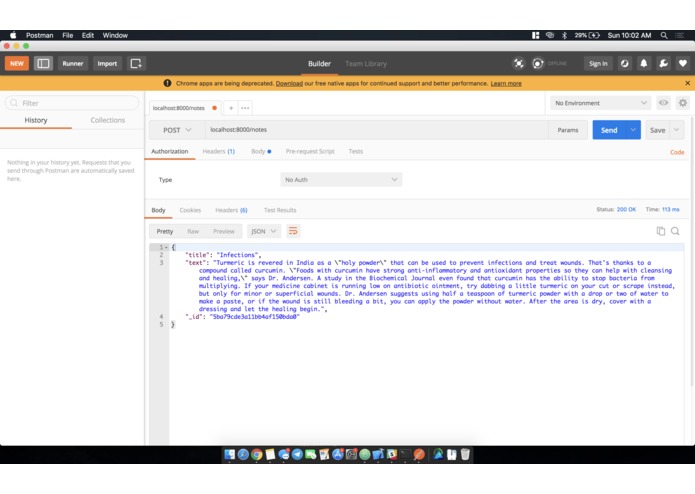 Postman File Edit Window 29% Sun 10:02 AM
NEW Runner Import Builder Team Library OFFLINE Sign In
Chrome apps are being deprecated. Download our free native apps for continued support and better performance. Learn more
Filter
History Collections
Nothing in your history yet. Requests that you
send through Postman are automatically saved
here.
localhost:8000/notes No Environment
POST localhost:8000/notes Params Send Save
Authorization Headers (1) Body Pre-request Script Tests Code
Type No Auth
Body Cookies Headers (6) Test Results Status: 200 OK Time: 113 ms
Pretty Raw Preview JSON
1 {
2 "title": "Infections",
3 "text": "Turmeric is revered in India as a \"holy powder\" that can be used to prevent infections and treat wounds. That's thanks to a
compound called curcumin. \"Foods with curcumin have strong anti-inflammatory and antioxidant properties so they can help with cleansing
and healing,\" says Dr. Andersen. A study in the Biochemical Journal even found that curcumin has the ability to stop bacteria from
multiplying. If your medicine cabinet is running low on antibiotic ointment, try dabbing a little turmeric on your cut or scrape instead,
but only for minor or superficial wounds. Dr. Andersen suggests using half a teaspoon of turmeric powder with a drop or two of water to
make a paste, or if the wound is still bleeding a bit, you can apply the powder without water. After the area is dry, cover with a
dressing and let the healing begin.",
4 "_id": "5ba79cde3a11bb4af150bda0"
5 }